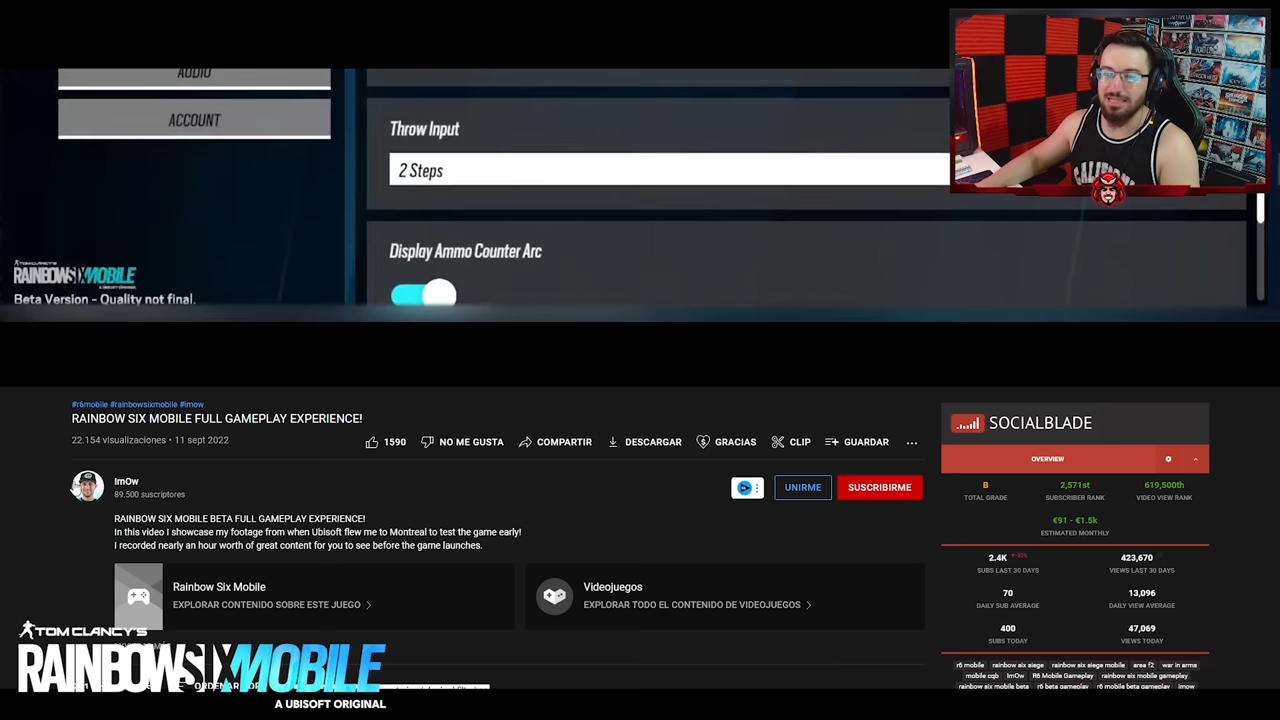 AUDIO
ACCOUNT
Throw Input
2 Steps
Display Ammo Counter Arc
TOM CLANCY'S
RAINBOWSIXMOBILE
Beta Version - Quality not final.
CALIFORNIA
#r6mobile #rainbowsixmobile #imow
RAINBOW SIX MOBILE FULL GAMEPLAY EXPERIENCE!
22.154 visualizaciones • 11 sept 2022
1590
NO ME GUSTA
COMPARTIR
DESCARGAR
GRACIAS
CLIP
GUARDAR
...
ImOw
89.500 suscriptores
UNIRME
SUSCRIBIRME
RAINBOW SIX MOBILE BETA FULL GAMEPLAY EXPERIENCE!
In this video I showcase my footage from when Ubisoft flew me to Montreal to test the game early!
I recorded nearly an hour worth of great content for you to see before the game launches.
Rainbow Six Mobile
EXPLORAR CONTENIDO SOBRE ESTE JUEGO >
Videojuegos
EXPLORAR TODO EL CONTENIDO DE VIDEOJUEGOS >
SOCIALBLADE
OVERVIEW
B
TOTAL GRADE
2,571st
SUBSCRIBER RANK
619,500th
VIDEO VIEW RANK
€91 - €1.5k
ESTIMATED MONTHLY
2.4K
SUBS LAST 30 DAYS
423,670
VIEWS LAST 30 DAYS
70
DAILY SUB AVERAGE
13,096
DAILY VIEW AVERAGE
400
SUBS TODAY
47,069
VIEWS TODAY
r6 mobile rainbow six siege rainbow six siege mobile area f2 war in arms
mobile cqb ImOw R6 Mobile Gameplay rainbow six mobile gameplay
rainbow six mobile beta r6 beta gameplay r6 mobile beta gameplay imow
TOM CLANCY'S
RAINBOWSIXMOBILE
A UBISOFT ORIGINAL
ORDENAR POR